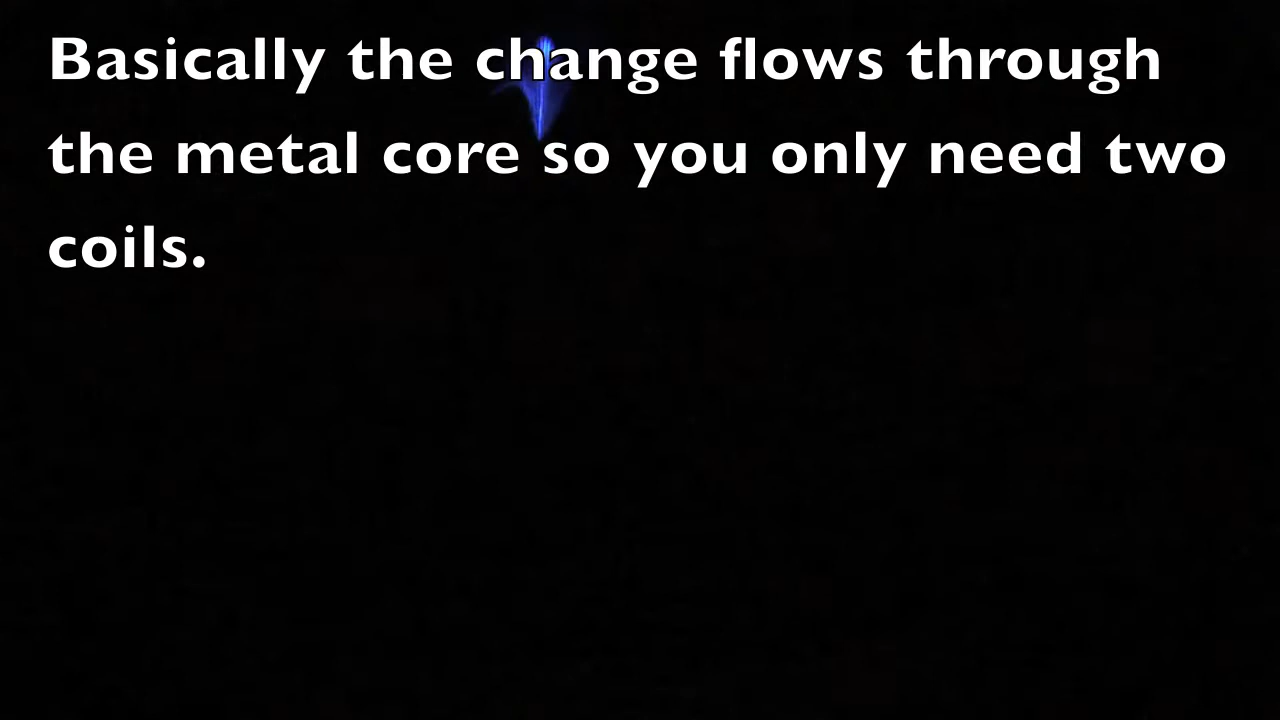 Basically the change flows through
the metal core so you only need two
coils.